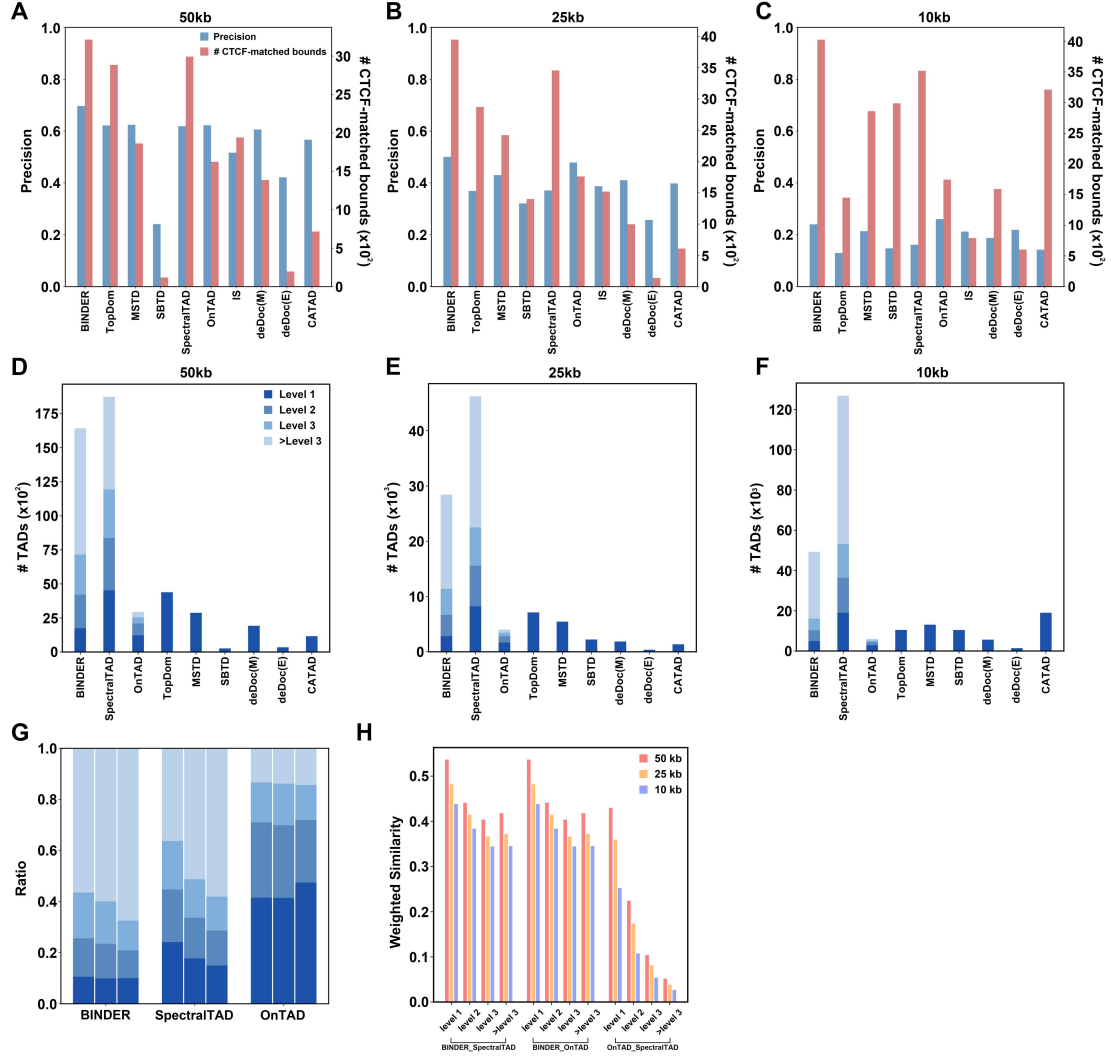 A
50kb
Precision
# CTCF-matched bounds
1.0
0.8
0.6
0.4
0.2
0.0
Precision
30
25
20
15
10
5
0
# CTCF-matched bounds (x10²)
BINDER
TopDom
MSTD
SBTD
SpectralTAD
OnTAD
IS
deDoc(M)
deDoc(E)
CATAD
B
25kb
1.0
0.8
0.6
0.4
0.2
0.0
Precision
40
35
30
25
20
15
10
5
0
# CTCF-matched bounds (x10²)
BINDER
TopDom
MSTD
SBTD
SpectralTAD
OnTAD
IS
deDoc(M)
deDoc(E)
CATAD
C
10kb
1.0
0.8
0.6
0.4
0.2
0.0
Precision
40
35
30
25
20
15
10
5
0
# CTCF-matched bounds (x10²)
BINDER
TopDom
MSTD
SBTD
SpectralTAD
OnTAD
IS
deDoc(M)
deDoc(E)
CATAD
D
50kb
Level 1
Level 2
Level 3
>Level 3
175
150
125
100
75
50
25
0
# TADs (x10²)
BINDER
SpectralTAD
OnTAD
TopDom
MSTD
SBTD
deDoc(M)
deDoc(E)
CATAD
E
25kb
40
30
20
10
0
# TADs (x10³)
BINDER
SpectralTAD
OnTAD
TopDom
MSTD
SBTD
deDoc(M)
deDoc(E)
CATAD
F
10kb
120
100
80
60
40
20
0
# TADs (x10³)
BINDER
SpectralTAD
OnTAD
TopDom
MSTD
SBTD
deDoc(M)
deDoc(E)
CATAD
G
1.0
0.8
0.6
0.4
0.2
0.0
Ratio
BINDER
SpectralTAD
OnTAD
H
50 kb
25 kb
10 kb
0.5
0.4
0.3
0.2
0.1
0.0
Weighted Similarity
level 1
level 2
level 3
>level 3
level 1
level 2
level 3
>level 3
level 1
level 2
level 3
>level 3
BINDER_SpectralTAD
BINDER_OnTAD
OnTAD_SpectralTAD